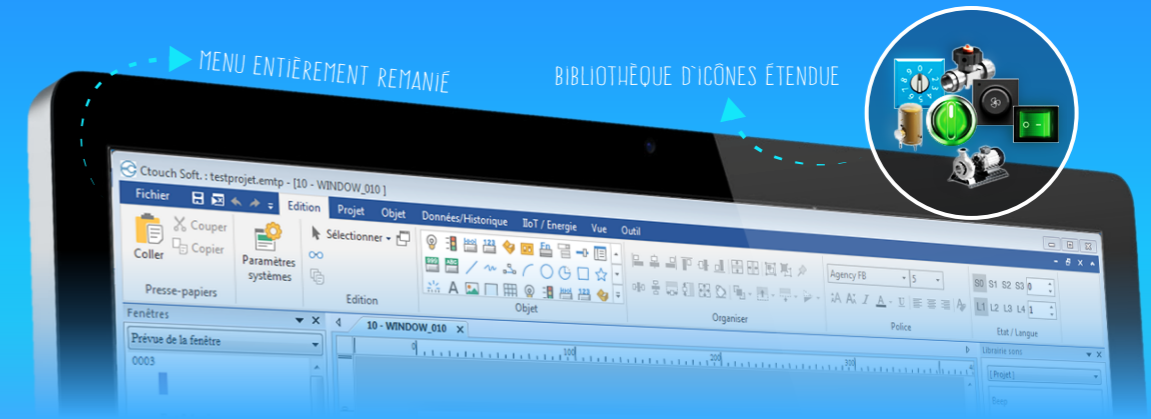 MENU ENTIÈREMENT REMANIÉ
BIBLIOTHÈQUE D`ICÔNES ÉTENDUE
Ctouch Soft. : testprojet.emtp - [10 - WINDOW_010 ]
Fichier Edition Projet Objet Données/Historique IIoT / Energie Vue Outil
Coller
Couper
Copier
Presse-papiers
Paramètres
systèmes
Sélectionner
Edition
Objet
Organiser
Agency FB 5
Police
S0 S1 S2 S3 0
L1 L2 L3 L4 1
Etat / Langue
Fenêtres
Prévue de la fenêtre
0003
10 - WINDOW_010
0 100 200 300
Librairie sons
[Projet]
Beep